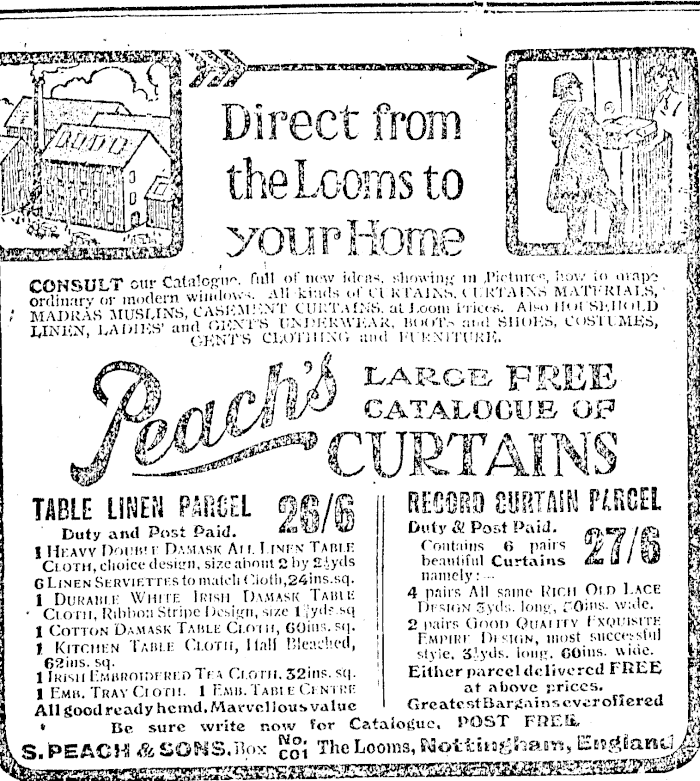 Direct from
the Looms to
your Home
CONSULT our Catalogue, full of new ideas, showing in Pictures, how to drape
ordinary or modern windows. All kinds of CURTAINS, CURTAINS MATERIALS,
MADRAS MUSLINS, CASEMENT CURTAINS, at Loom Prices. Also HOUSEHOLD
LINEN, LADIES' and GENT'S UNDERWEAR, BOOTS and SHOES, COSTUMES,
GENT'S CLOTHING and FURNITURE.
Peach's LARGE FREE
CATALOGUE OF
CURTAINS
TABLE LINEN PARCEL 26/6
Duty and Post Paid.
1 HEAVY DOUBLE DAMASK ALL LINEN TABLE
CLOTH, choice design, size about 2 by 2½yds
6 LINEN SERVIETTES to match Cloth, 24ins. sq.
1 DURABLE WHITE IRISH DAMASK TABLE
CLOTH, Ribbon Stripe Design, size yds. sq
1 COTTON DAMASK TABLE CLOTH, 60ins. sq.
1 KITCHEN TABLE CLOTH, Half Bleached,
62ins. sq.
1 IRISH EMBROIDERED TEA CLOTH, 32ins. sq.
1 EMB. TRAY CLOTH. 1 EMB. TABLE CENTRE
All good ready hemd. Marvellous value
RECORD CURTAIN PARCEL
Duty & Post Paid. 27/6
Contains 6 pairs
beautiful Curtains
namely:—
4 pairs All same RICH OLD LACE
DESIGN 3yds. long, 50ins. wide.
2 pairs GOOD QUALITY EXQUISITE
EMPIRE DESIGN, most successful
style, 3½yds. long, 60ins. wide.
Either parcel delivered FREE
at above prices.
Greatest Bargains ever offered
Be sure write now for Catalogue, POST FREE.
S. PEACH & SONS, Box No. C01 The Looms, Nottingham, England